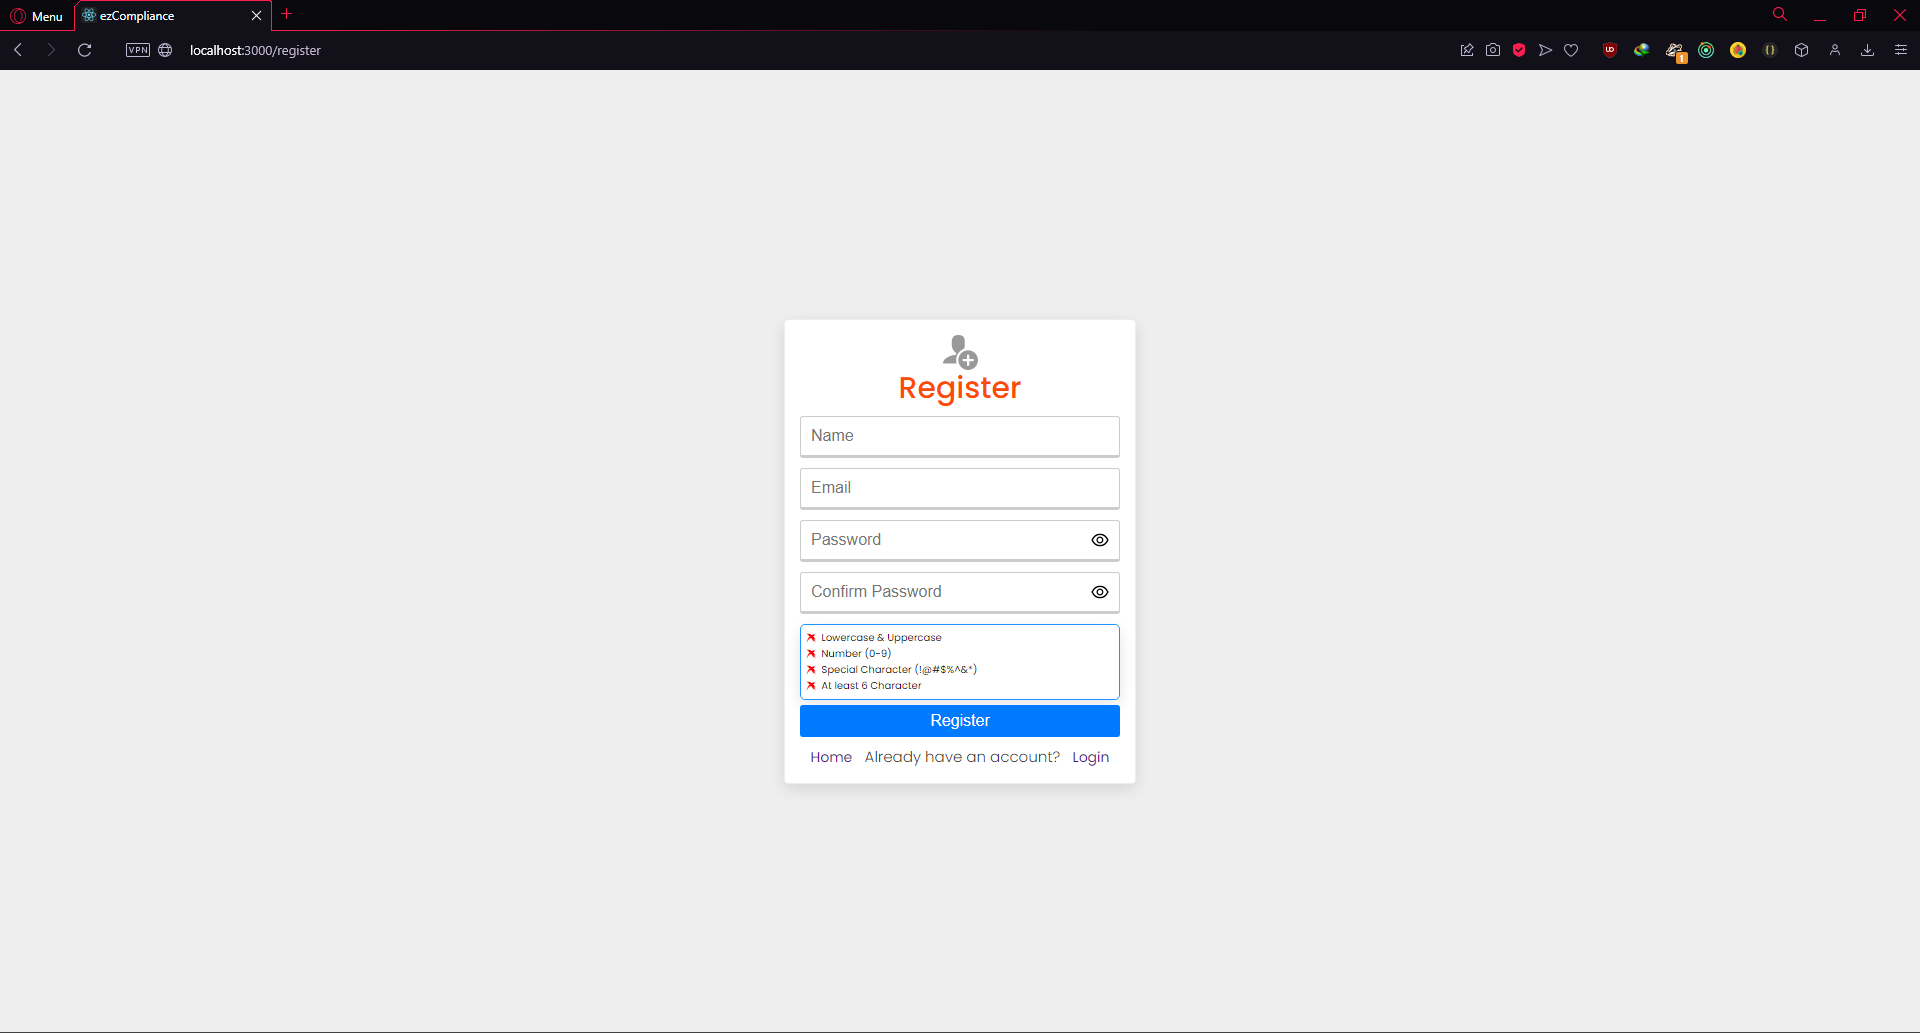 Menu
ezCompliance
VPN
localhost:3000/register
1
Register
Name
Email
Password
Confirm Password
Lowercase & Uppercase
Number (0-9)
Special Character (!@#$%^&*)
At least 6 Character
Register
Home Already have an account? Login